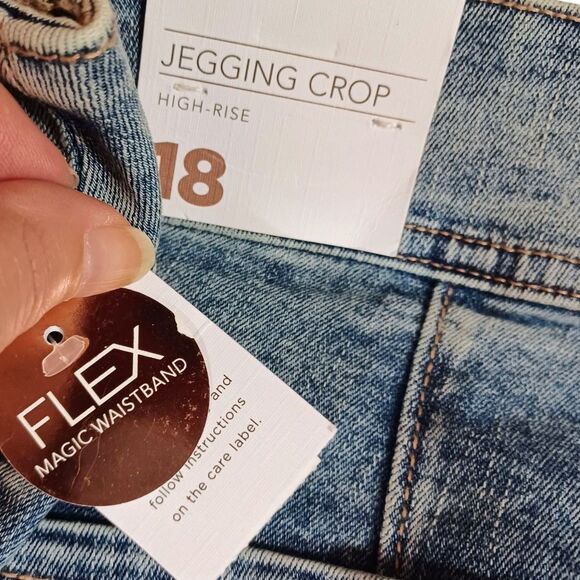 JEGGING CROP
HIGH-RISE
18
FLEX
MAGIC WAISTBAND
and
follow instructions
on the care label.